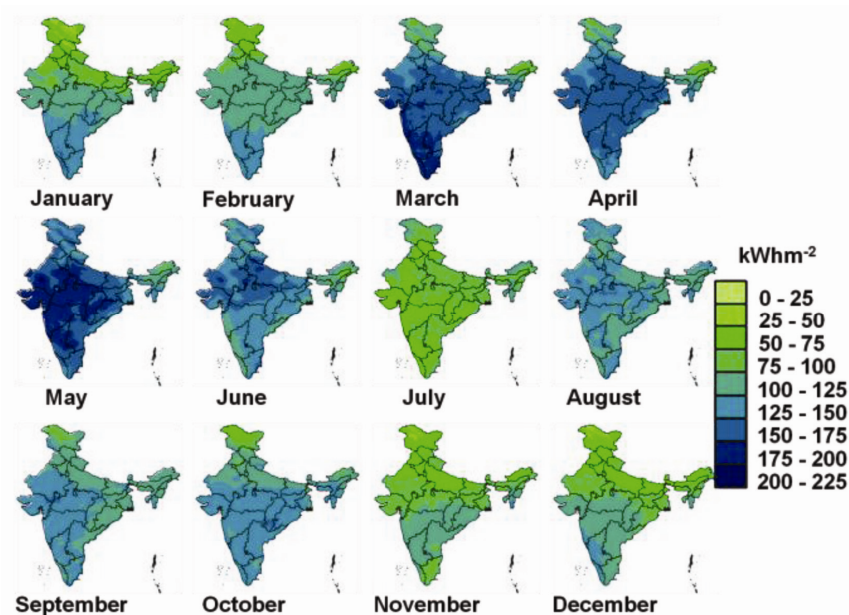 January
February
March
April
May
June
July
August
September
October
November
December
kWhm⁻²
0 - 25
25 - 50
50 - 75
75 - 100
100 - 125
125 - 150
150 - 175
175 - 200
200 - 225